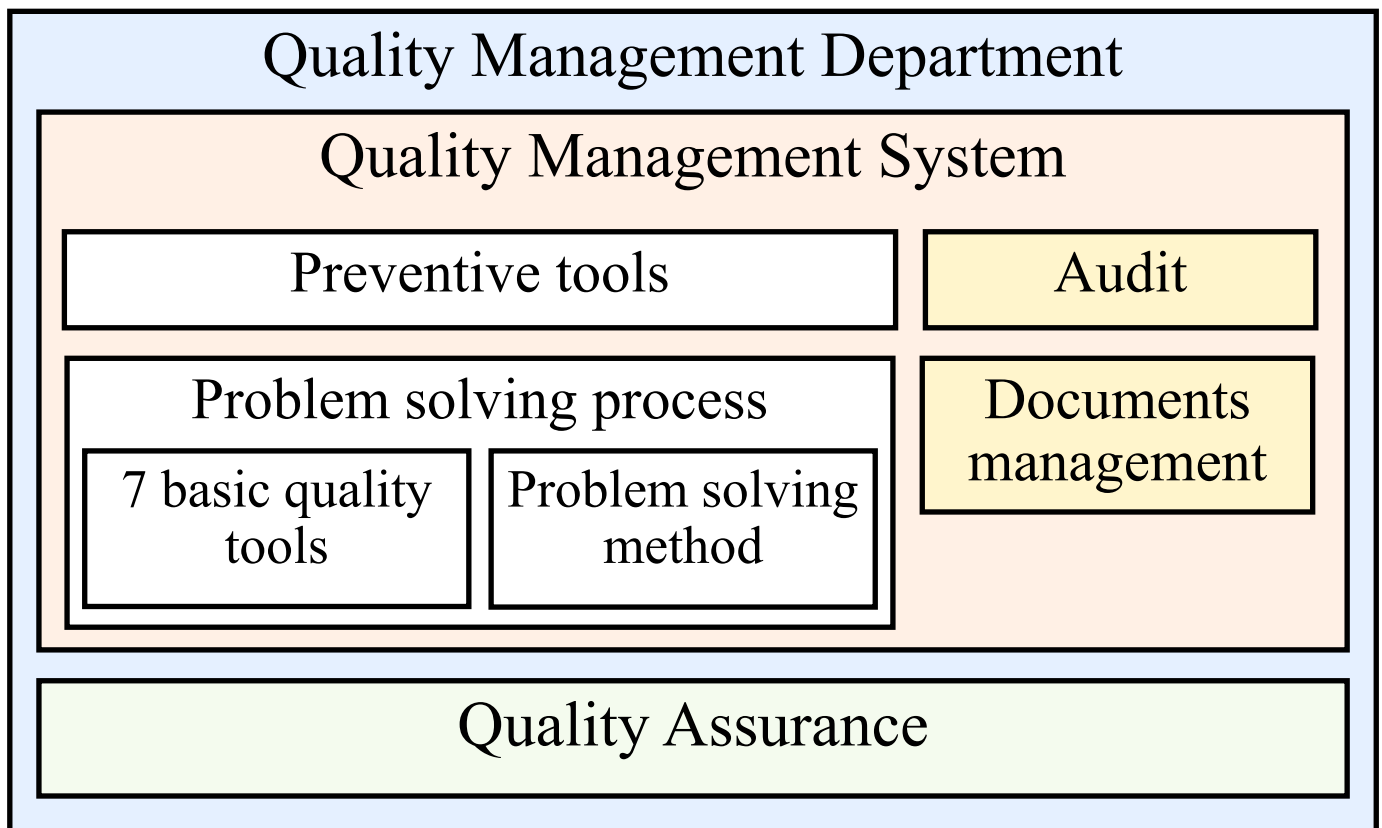 Quality Management Department
Quality Management System
Preventive tools
Audit
Problem solving process
7 basic quality
tools
Problem solving
method
Documents
management
Quality Assurance